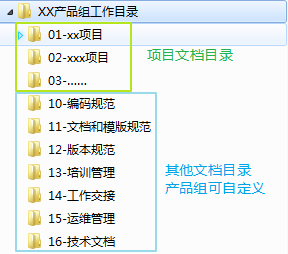 XX产品组工作目录
01-xx项目
02-xxx项目
03-......
项目文档目录
10-编码规范
11-文档和模版规范
12-版本规范
13-培训管理
14-工作交接
15-运维管理
16-技术文档
其他文档目录
产品组可自定义